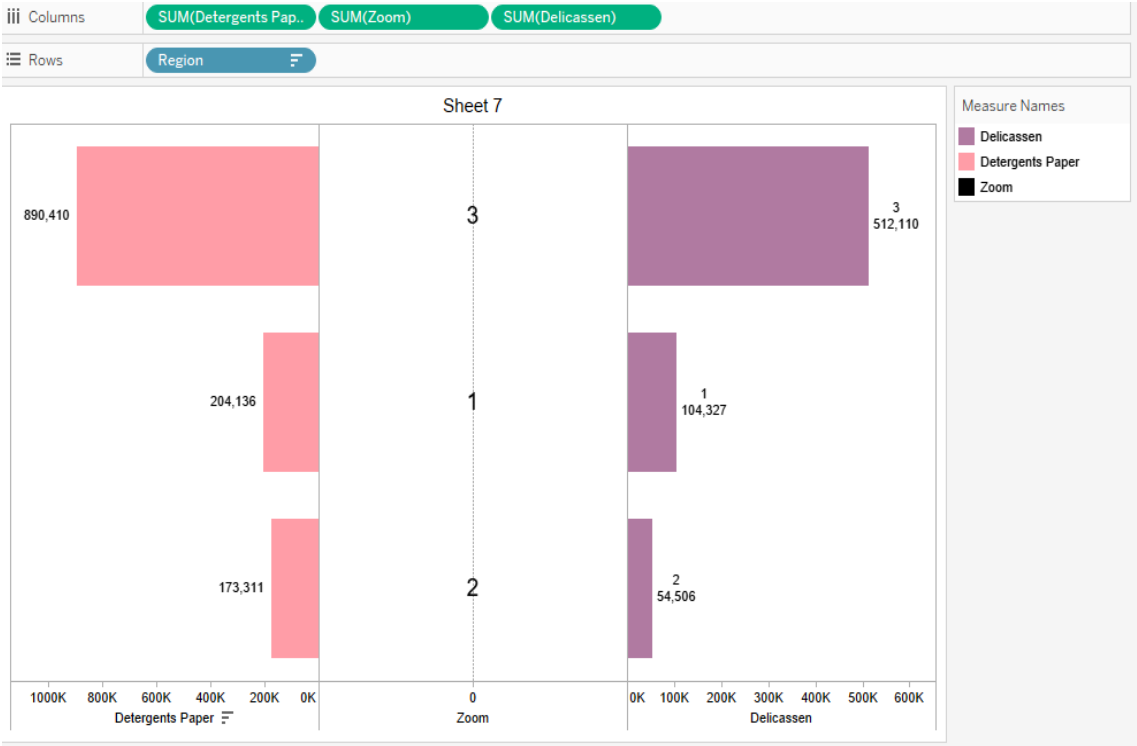 Columns SUM(Detergents Pap.. SUM(Zoom) SUM(Delicassen)
Rows Region
Sheet 7
Measure Names
Delicassen
Detergents Paper
Zoom
890,410 3 3
512,110
204,136 1 1
104,327
173,311 2 2
54,506
1000K 800K 600K 400K 200K 0K 0 0K 100K 200K 300K 400K 500K 600K
Detergents Paper Zoom Delicassen